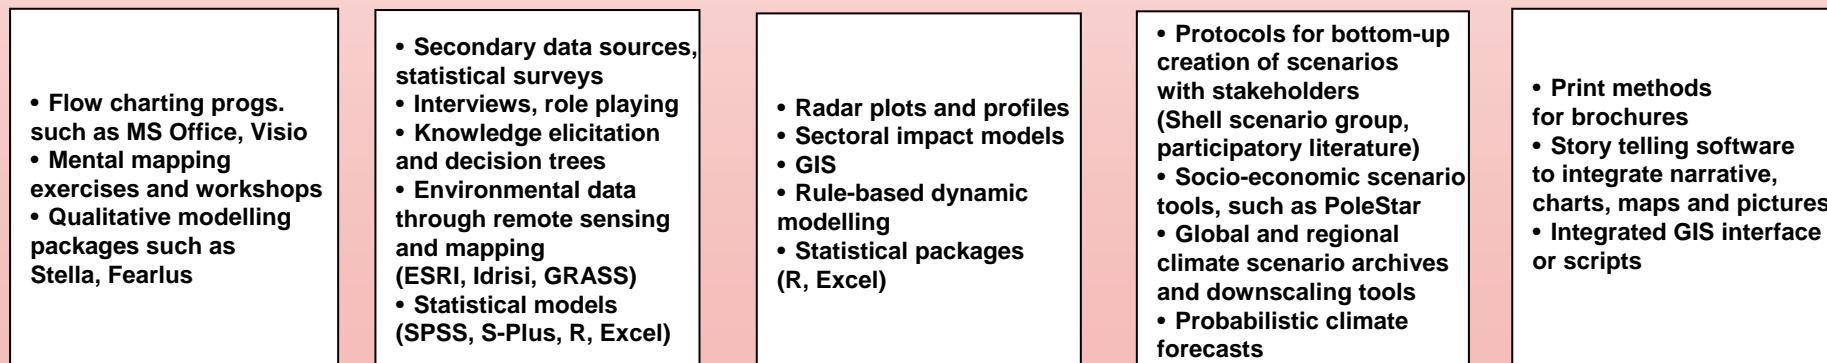 • Flow charting progs.
such as MS Office, Visio
• Mental mapping
exercises and workshops
• Qualitative modelling
packages such as
Stella, Fearlus
• Secondary data sources,
statistical surveys
• Interviews, role playing
• Knowledge elicitation
and decision trees
• Environmental data
through remote sensing
and mapping
(ESRI, Idrisi, GRASS)
• Statistical models
(SPSS, S-Plus, R, Excel)
• Radar plots and profiles
• Sectoral impact models
• GIS
• Rule-based dynamic
modelling
• Statistical packages
(R, Excel)
• Protocols for bottom-up
creation of scenarios
with stakeholders
(Shell scenario group,
participatory literature)
• Socio-economic scenario
tools, such as PoleStar
• Global and regional
climate scenario archives
and downscaling tools
• Probabilistic climate
forecasts
• Print methods
for brochures
• Story telling software
to integrate narrative,
charts, maps and pictures
• Integrated GIS interface
or scripts